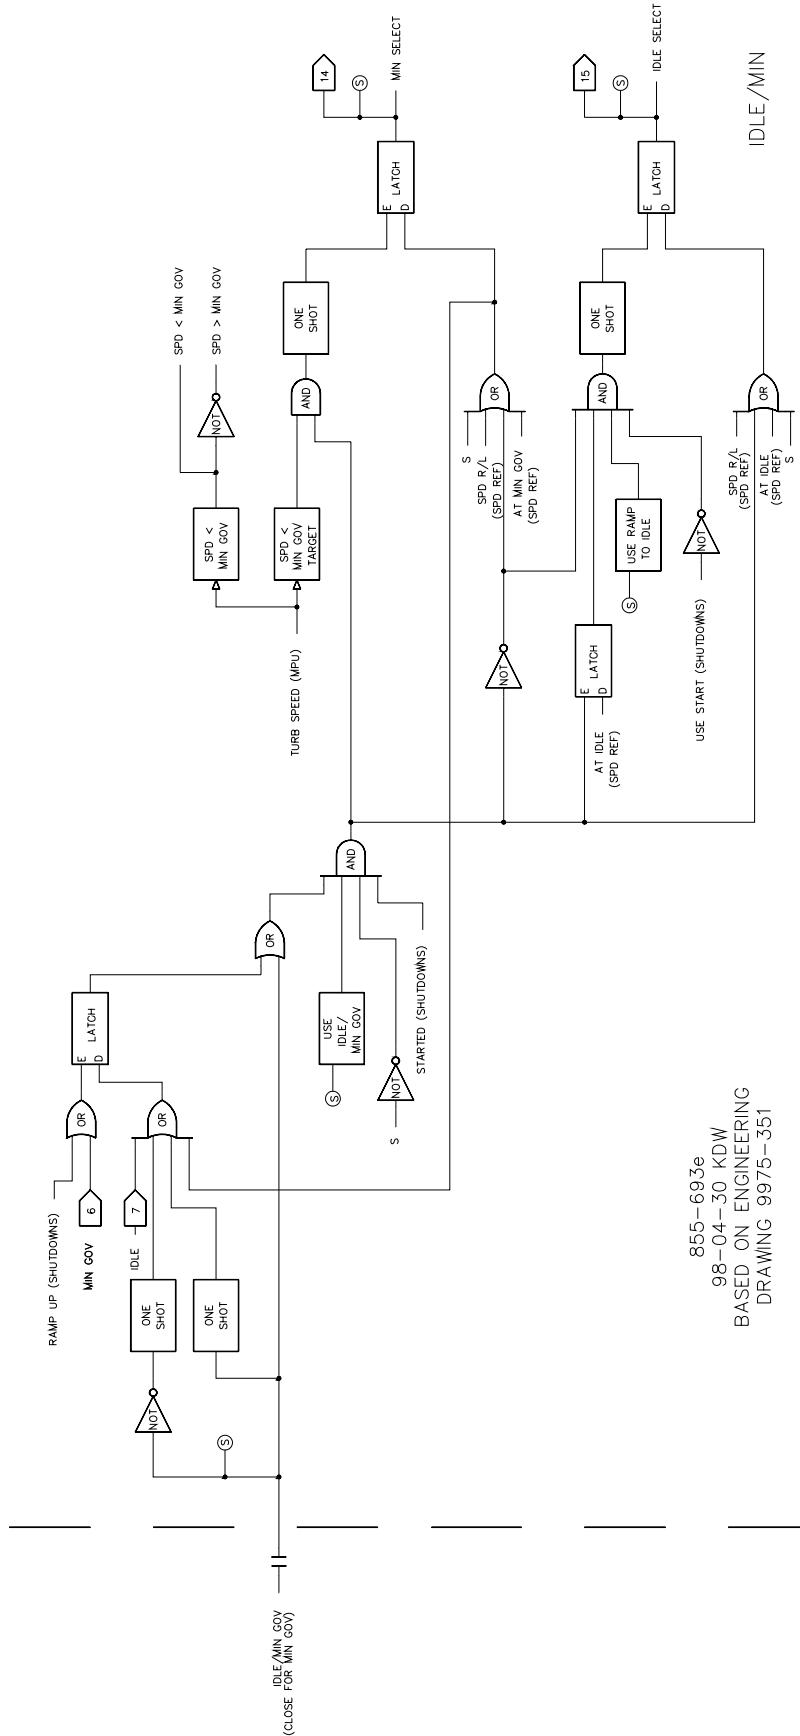 IDLE/MIN GOV
(CLOSE FOR MIN GOV)
S
NOT
ONE
SHOT
ONE
SHOT
RAMP UP (SHUTDOWNS)
6
MIN GOV
7
IDLE
OR
OR
E
D
LATCH
OR
S
USE
IDLE/
MIN GOV
S
NOT
STARTED (SHUTDOWNS)
AND
TURB SPEED (MPU)
SPD <
MIN GOV
NOT
SPD < MIN GOV
SPD > MIN GOV
SPD <
MIN GOV
TARGET
AND
ONE
SHOT
E
D
LATCH
14
S
MIN SELECT
NOT
S
SPD R/L
(SPD REF)
AT MIN GOV
(SPD REF)
OR
AT IDLE
(SPD REF)
E
D
LATCH
S
USE RAMP
TO IDLE
USE START (SHUTDOWNS)
NOT
AND
ONE
SHOT
E
D
LATCH
15
S
IDLE SELECT
SPD R/L
(SPD REF)
AT IDLE
(SPD REF)
S
OR
IDLE/MIN
855-693e
98-04-30 KDW
BASED ON ENGINEERING
DRAWING 9975-351